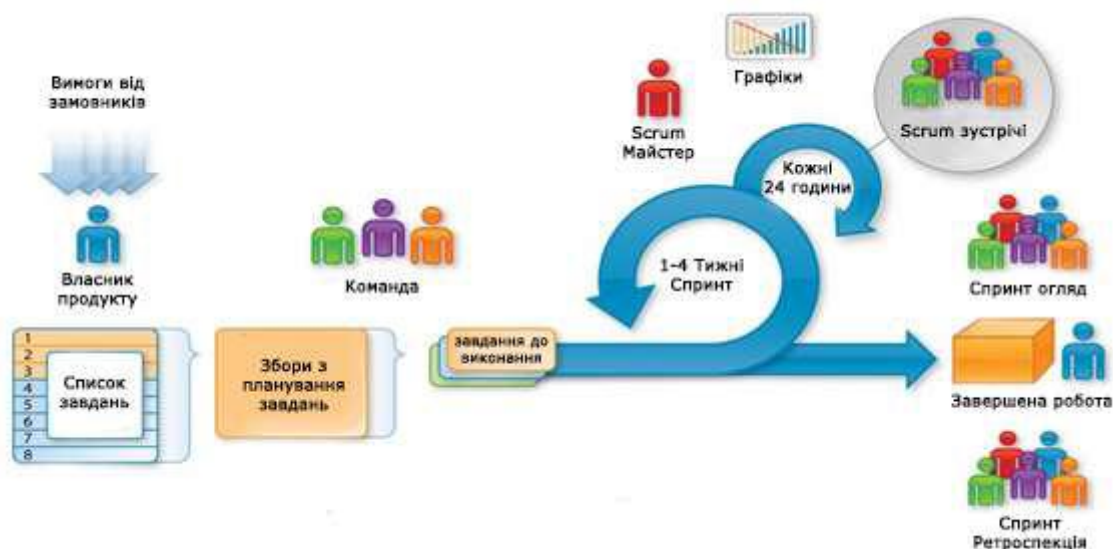 Вимоги від
замовників
Власник
продукту
1
2
3
4
5
6
7
8
Список
завдань
Команда
Збори з
планування
завдань
завдання до
виконання
Scrum
Майстер
Графіки
Кожні
24 години
Scrum зустрічі
1-4 Тижні
Спринт
Спринт огляд
Завершена робота
Спринт
Ретроспекція